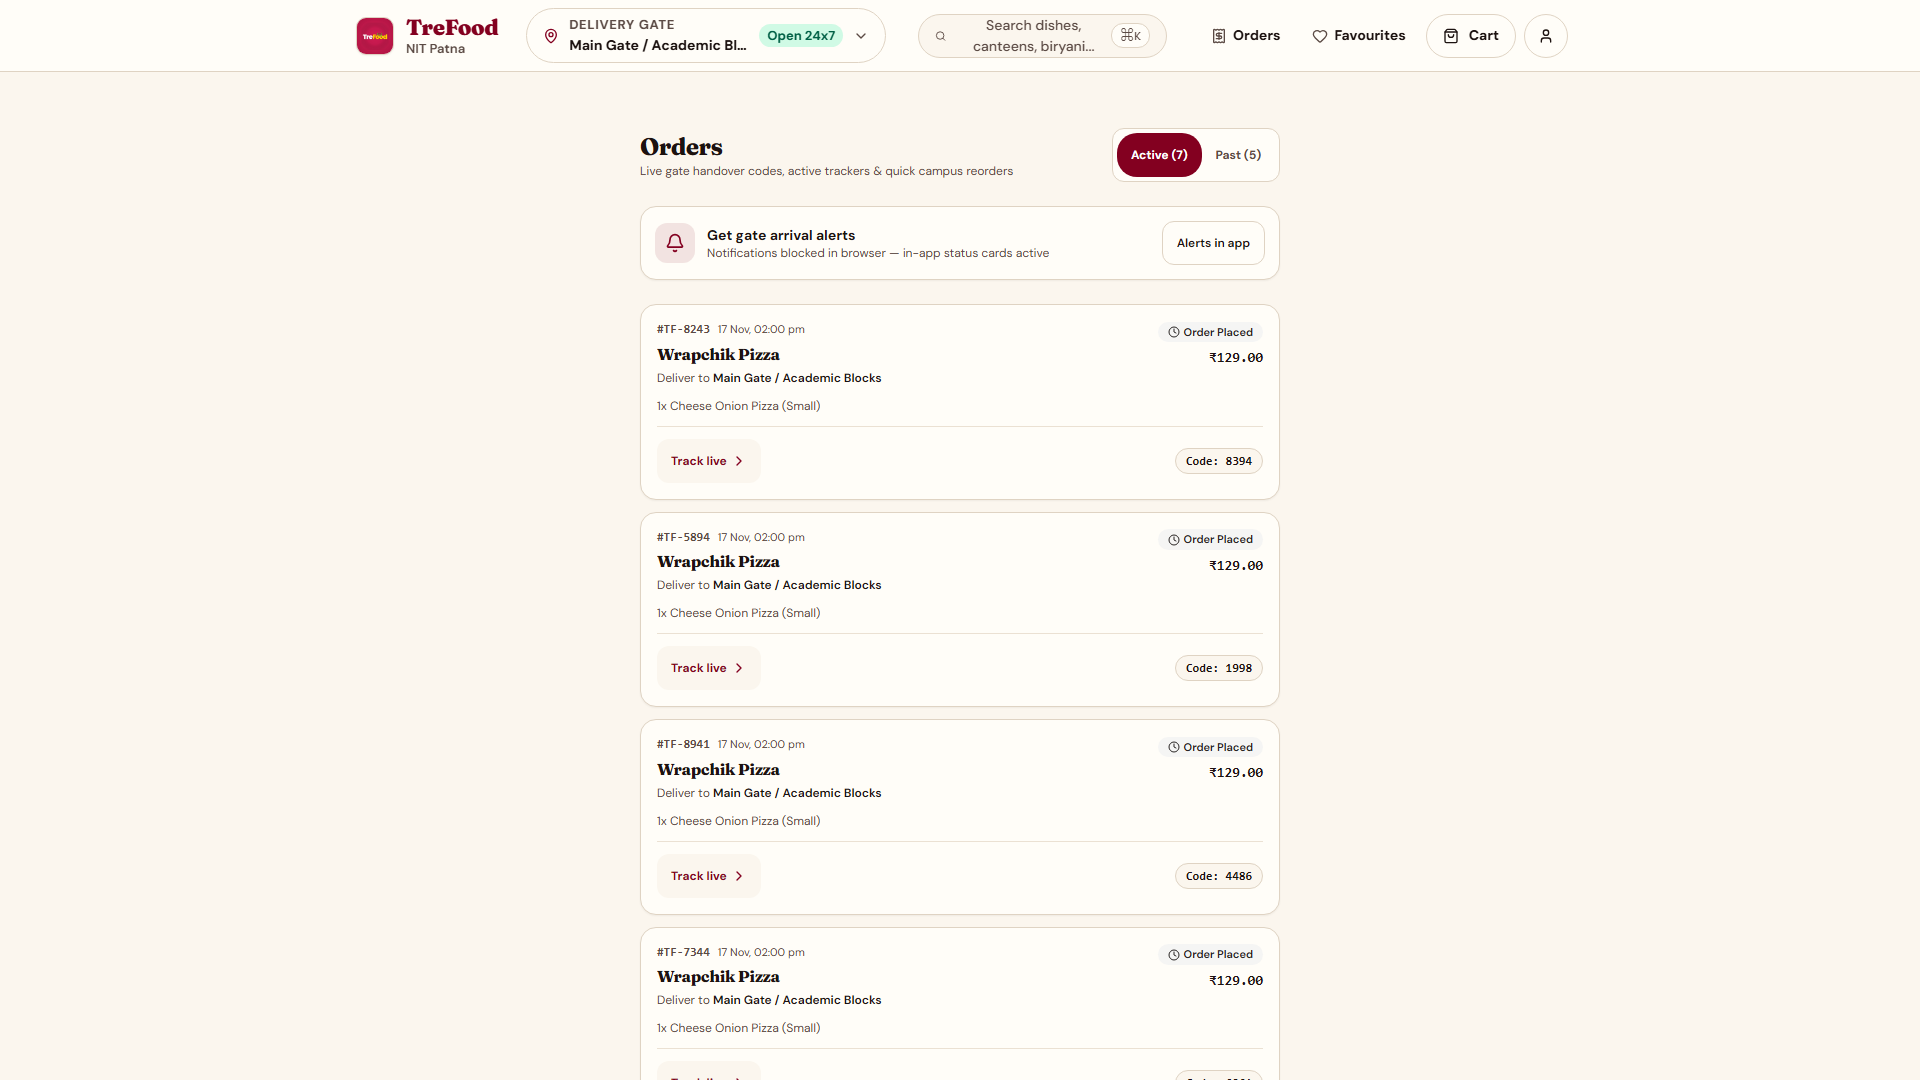 TreFood
TreFood
NIT Patna
DELIVERY GATE
Main Gate / Academic Bl...
Open 24x7
Search dishes,
canteens, biryani...
⌘K
Orders
Favourites
Cart
Orders
Live gate handover codes, active trackers & quick campus reorders
Active (7)
Past (5)
Get gate arrival alerts
Notifications blocked in browser — in-app status cards active
Alerts in app
#TF-8243 17 Nov, 02:00 pm
Order Placed
Wrapchik Pizza
₹129.00
Deliver to Main Gate / Academic Blocks
1x Cheese Onion Pizza (Small)
Track live
Code: 8394
#TF-5894 17 Nov, 02:00 pm
Order Placed
Wrapchik Pizza
₹129.00
Deliver to Main Gate / Academic Blocks
1x Cheese Onion Pizza (Small)
Track live
Code: 1998
#TF-8941 17 Nov, 02:00 pm
Order Placed
Wrapchik Pizza
₹129.00
Deliver to Main Gate / Academic Blocks
1x Cheese Onion Pizza (Small)
Track live
Code: 4486
#TF-7344 17 Nov, 02:00 pm
Order Placed
Wrapchik Pizza
₹129.00
Deliver to Main Gate / Academic Blocks
1x Cheese Onion Pizza (Small)